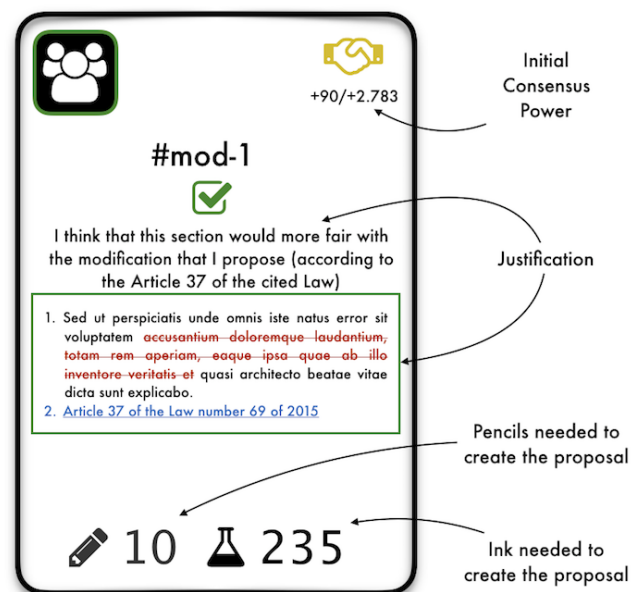 Initial
Consensus
Power
+90/+2.783
#mod-1
I think that this section would more fair with
the modification that I propose (according to
the Article 37 of the cited Law)
Justification
1. Sed ut perspiciatis unde omnis iste natus error sit
voluptatem accusantium doloremque laudantium,
totam rem aperiam, eaque ipsa quae ab illo
inventore veritatis et quasi architecto beatae vitae
dicta sunt explicabo.
2. Article 37 of the Law number 69 of 2015
Pencils needed to
create the proposal
10 235
Ink needed to
create the proposal